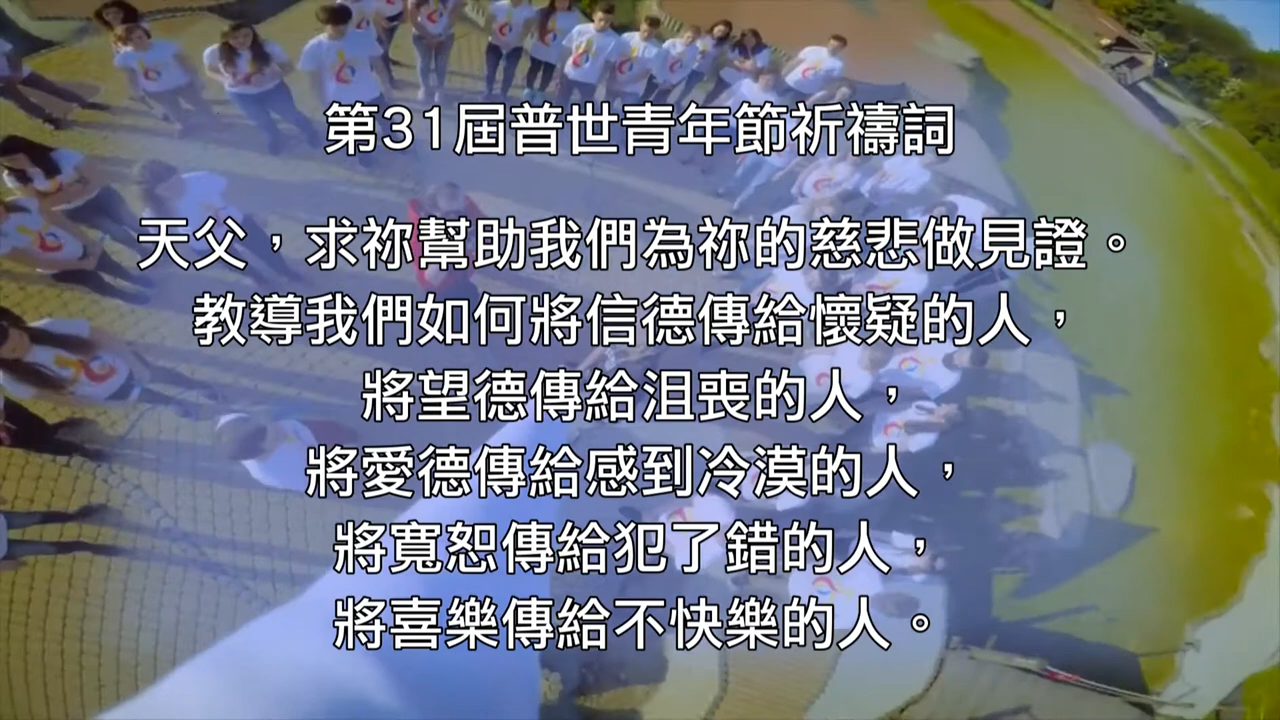 第31屆普世青年節祈禱詞
天父，求祢幫助我們為祢的慈悲做見證。
教導我們如何將信德傳給懷疑的人，
將望德傳給沮喪的人，
將愛德傳給感到冷漠的人，
將寬恕傳給犯了錯的人，
將喜樂傳給不快樂的人。